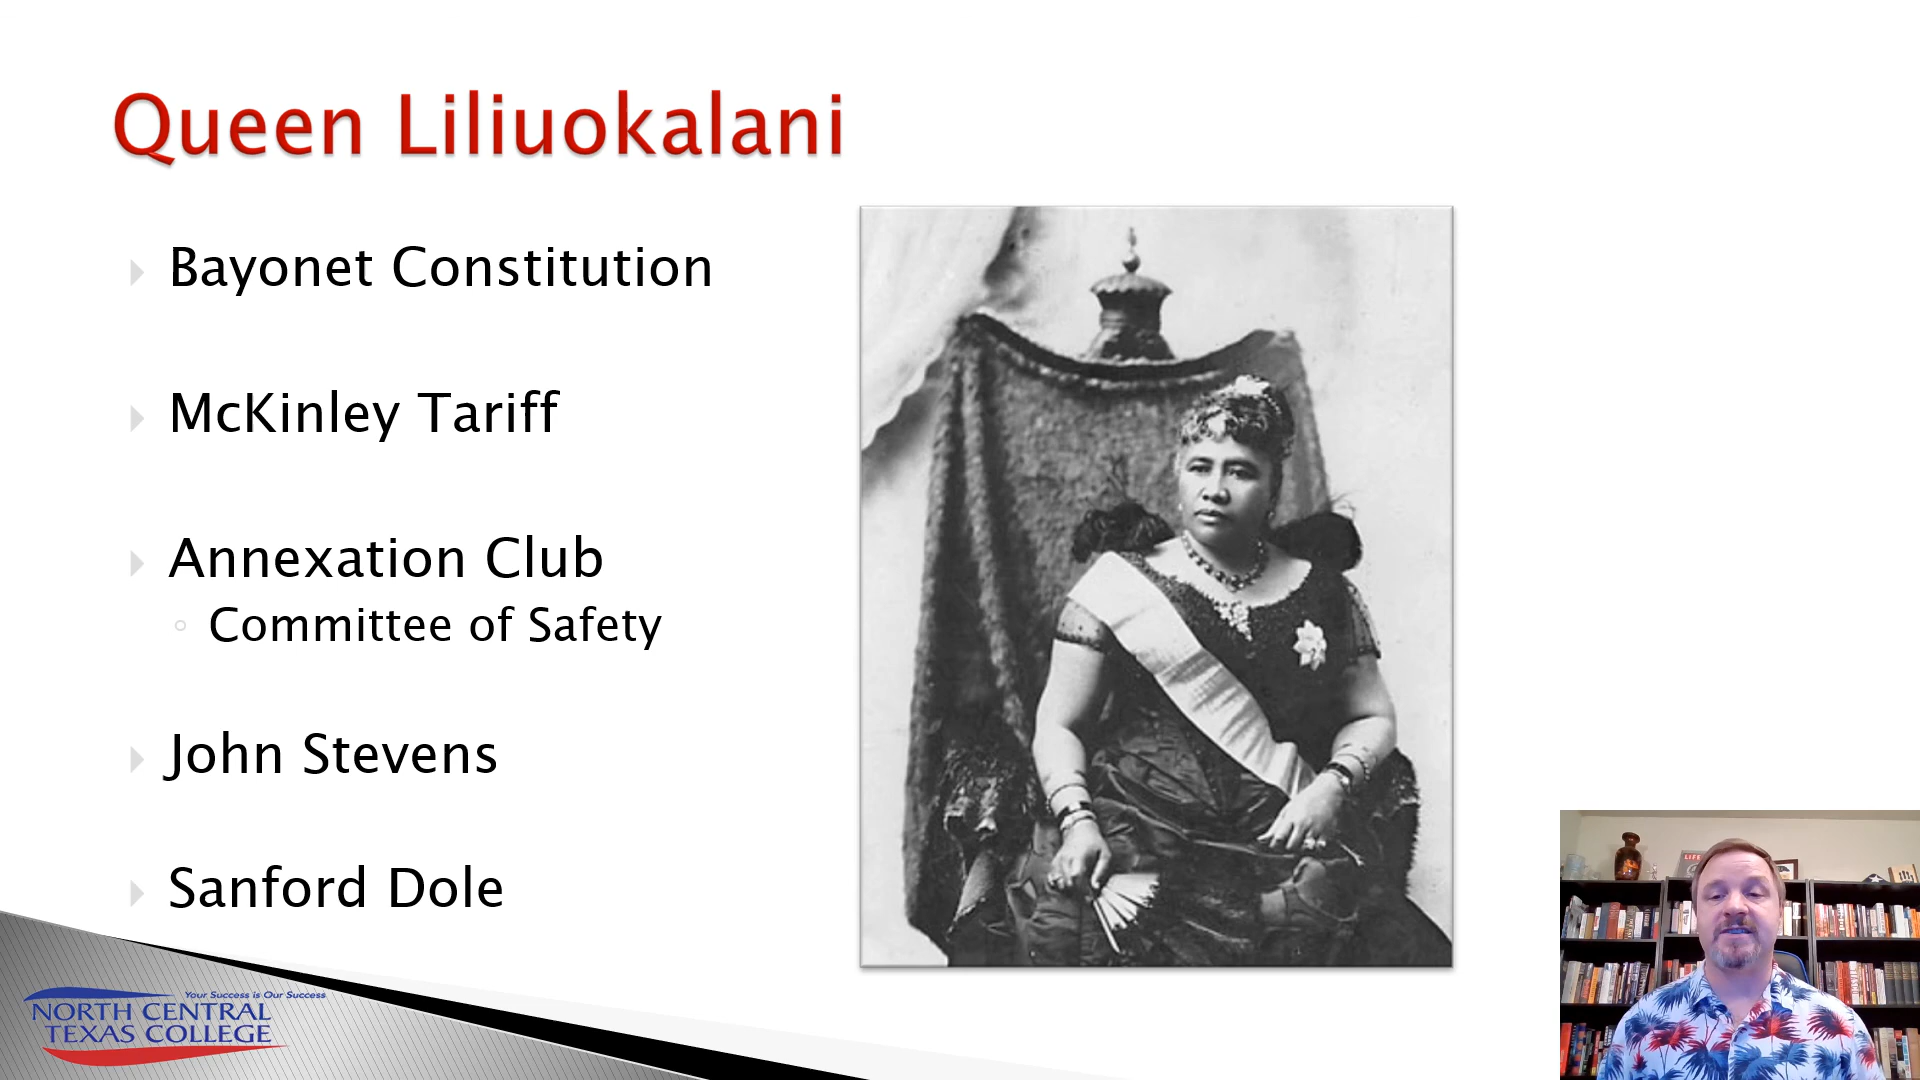 Queen Liliuokalani
Bayonet Constitution
McKinley Tariff
Annexation Club
Committee of Safety
John Stevens
Sanford Dole
Your Success is Our Success
NORTH CENTRAL
TEXAS COLLEGE
LIFE